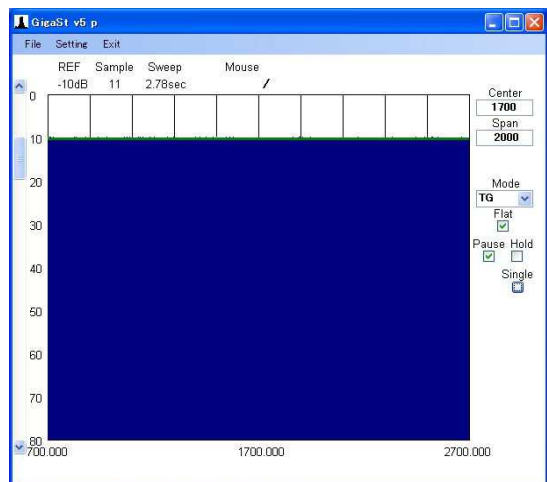 GigaSt v5 p
File Setting Exit
REF Sample Sweep Mouse
-10dB 11 2.78sec /
0
10
20
30
40
50
60
70
80
700.000 1700.000 2700.000
Center
1700
Span
2000
Mode
TG
Flat
Pause Hold
Single